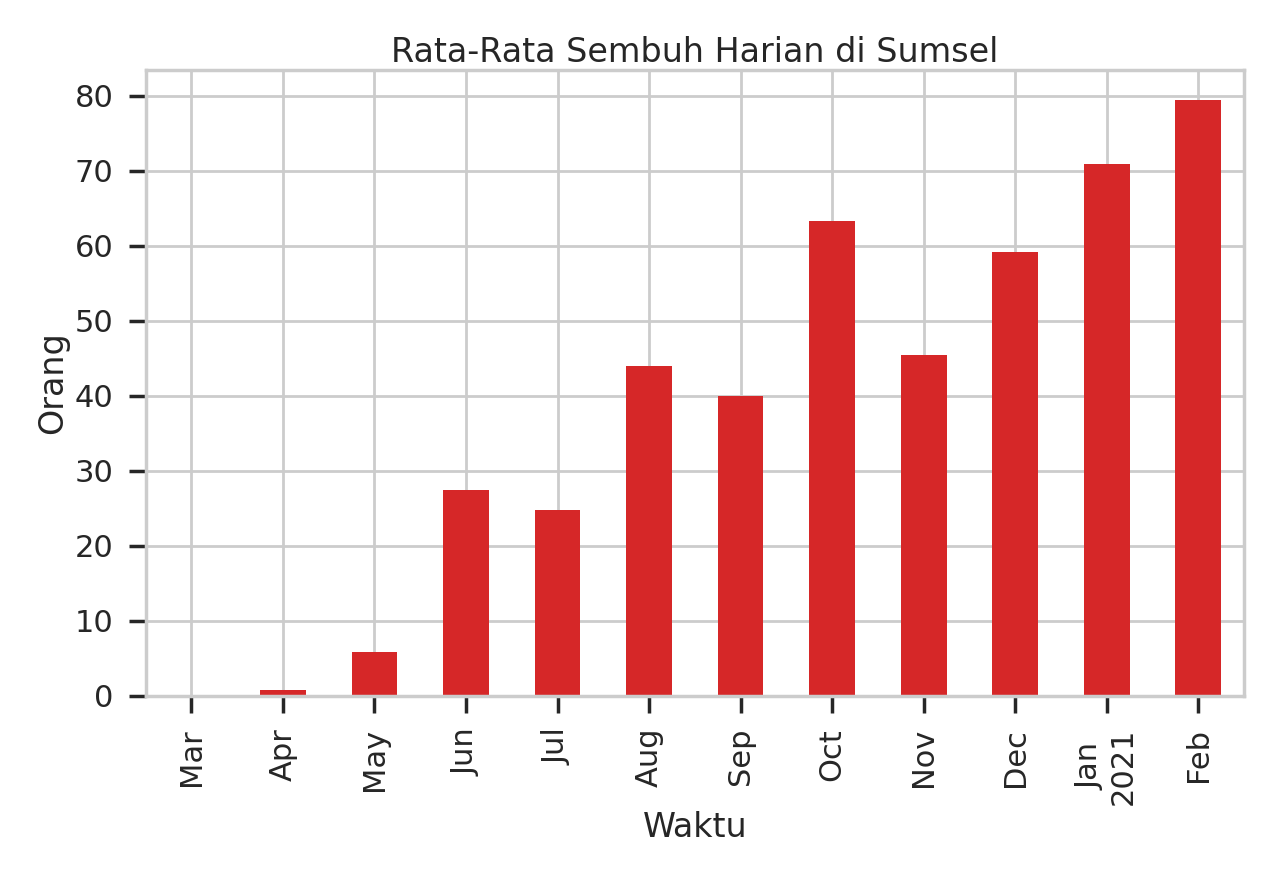 Rata-Rata Sembuh Harian di Sumsel
80
70
60
50
40
30
20
10
0
Orang
Mar
Apr
May
Jun
Jul
Aug
Sep
Oct
Nov
Dec
Jan
2021
Feb
Waktu